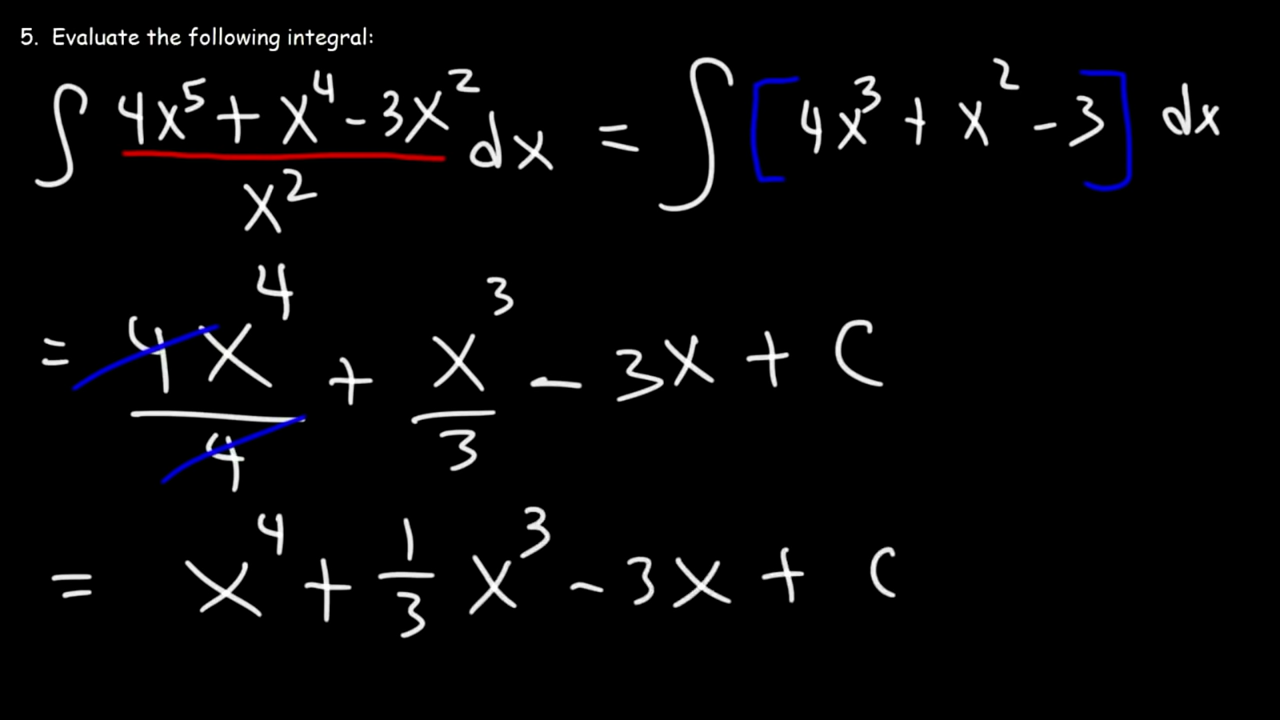 5. Evaluate the following integral:
∫ (4x⁵ + x⁴ - 3x²)/x² dx = ∫ [4x³ + x² - 3] dx
= 4x⁴/4 + x³/3 - 3x + C
= x⁴ + 1/3 x³ - 3x + C